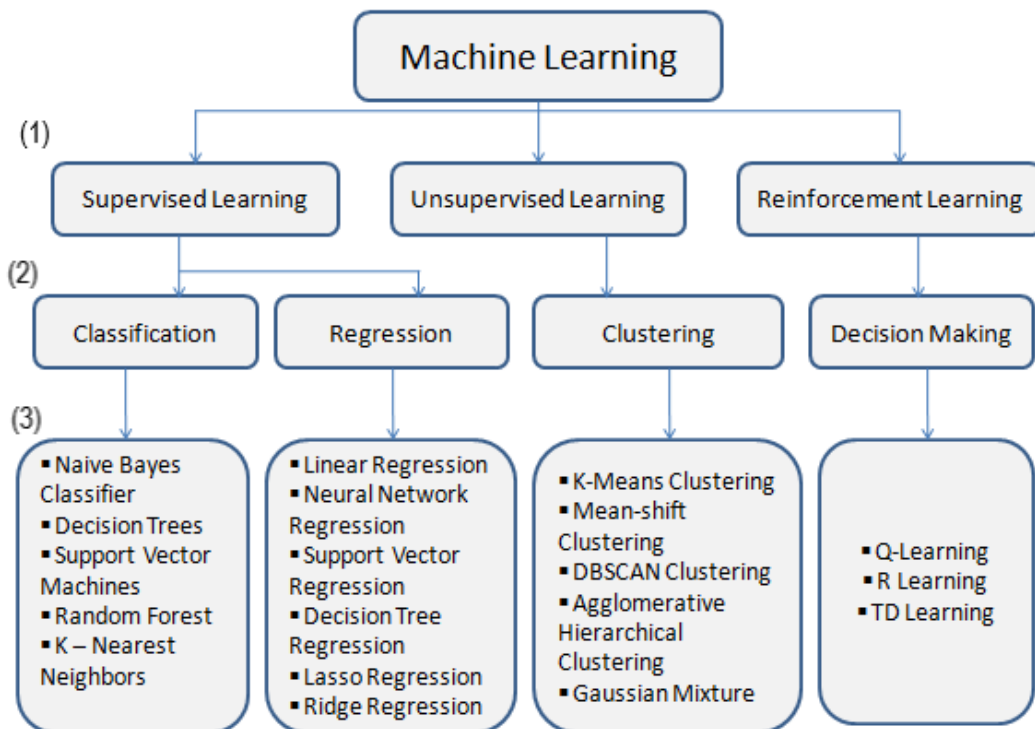 Machine Learning
(1)
Supervised Learning
Unsupervised Learning
Reinforcement Learning
(2)
Classification
Regression
Clustering
Decision Making
(3)
▪ Naive Bayes
Classifier
▪ Decision Trees
▪ Support Vector
Machines
▪ Random Forest
▪ K – Nearest
Neighbors
▪ Linear Regression
▪ Neural Network
Regression
▪ Support Vector
Regression
▪ Decision Tree
Regression
▪ Lasso Regression
▪ Ridge Regression
▪ K-Means Clustering
▪ Mean-shift
Clustering
▪ DBSCAN Clustering
▪ Agglomerative
Hierarchical
Clustering
▪ Gaussian Mixture
▪ Q-Learning
▪ R Learning
▪ TD Learning